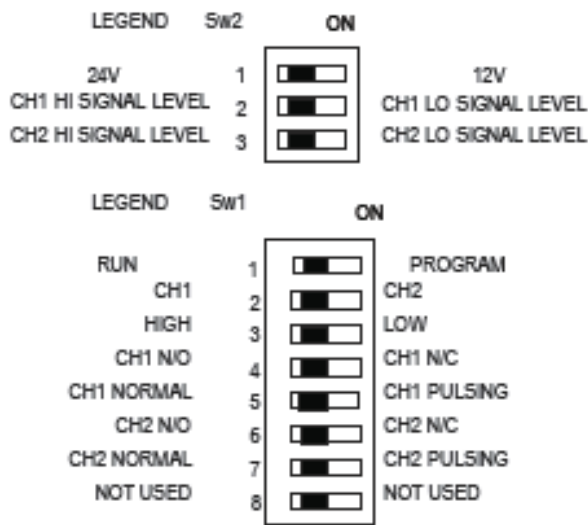 LEGEND Sw2 ON
24V 1 12V
CH1 HI SIGNAL LEVEL 2 CH1 LO SIGNAL LEVEL
CH2 HI SIGNAL LEVEL 3 CH2 LO SIGNAL LEVEL
LEGEND Sw1 ON
RUN 1 PROGRAM
CH1 2 CH2
HIGH 3 LOW
CH1 N/O 4 CH1 N/C
CH1 NORMAL 5 CH1 PULSING
CH2 N/O 6 CH2 N/C
CH2 NORMAL 7 CH2 PULSING
NOT USED 8 NOT USED